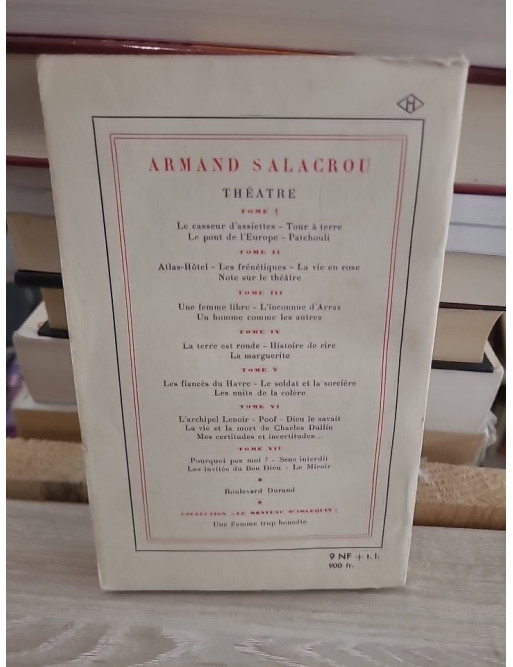 H
ARMAND SALACROU
THÉATRE
TOME I
Le casseur d'assiettes - Tour à terre
Le pont de l'Europe - Patchouli
TOME II
Atlas-Hôtel - Les frénétiques - La vie en rose
Note sur le théâtre
TOME III
Une femme libre - L'inconnue d'Arras
Un homme comme les autres
TOME IV
La terre est ronde - Histoire de rire
La marguerite
TOME V
Les fiancés du Havre - Le soldat et la sorcière
Les nuits de la colère
TOME VI
L'archipel Lenoir - Poof - Dieu le savait
La vie et la mort de Charles Dullin
Mes certitudes et incertitudes...
TOME VII
Pourquoi pas moi ? - Sens interdit
Les invités du Bon Dieu - Le Miroir
Boulevard Durand
COLLECTION « LE MANTEAU D'ARLEQUIN »
Une Femme trop honnête
9 NF + t. l.
900 fr.